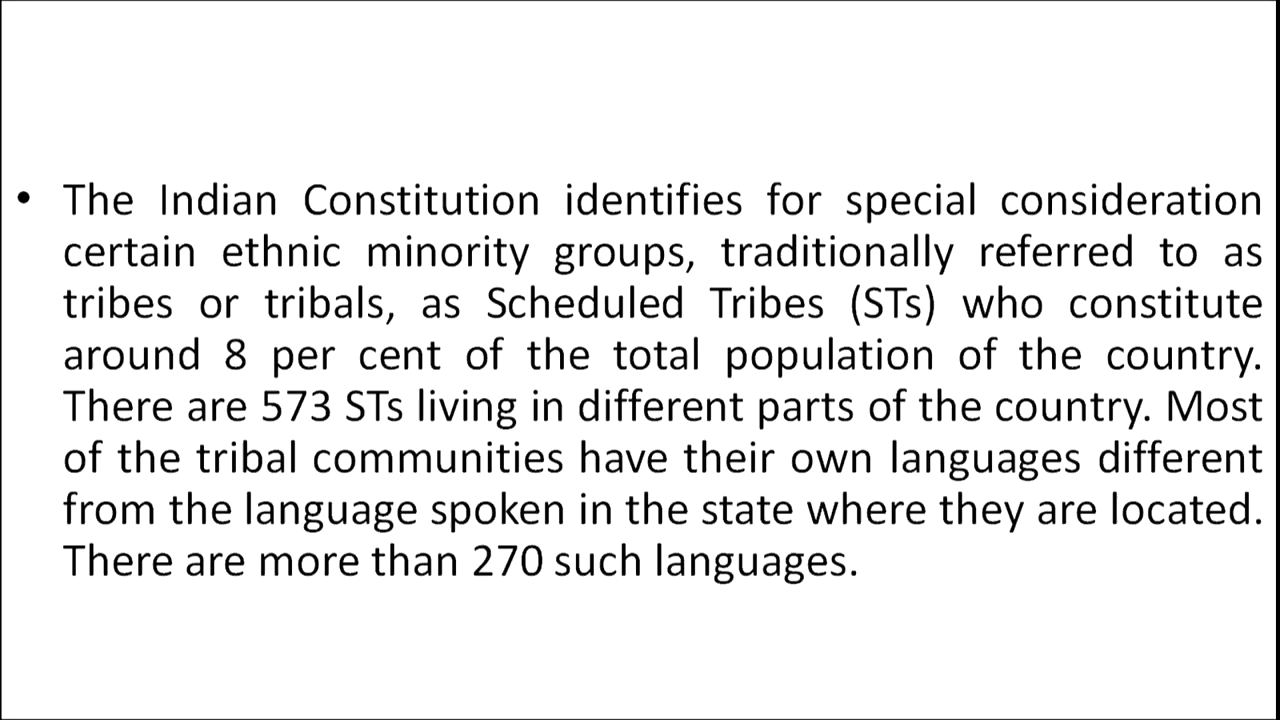 • The Indian Constitution identifies for special consideration
certain ethnic minority groups, traditionally referred to as
tribes or tribals, as Scheduled Tribes (STs) who constitute
around 8 per cent of the total population of the country.
There are 573 STs living in different parts of the country. Most
of the tribal communities have their own languages different
from the language spoken in the state where they are located.
There are more than 270 such languages.